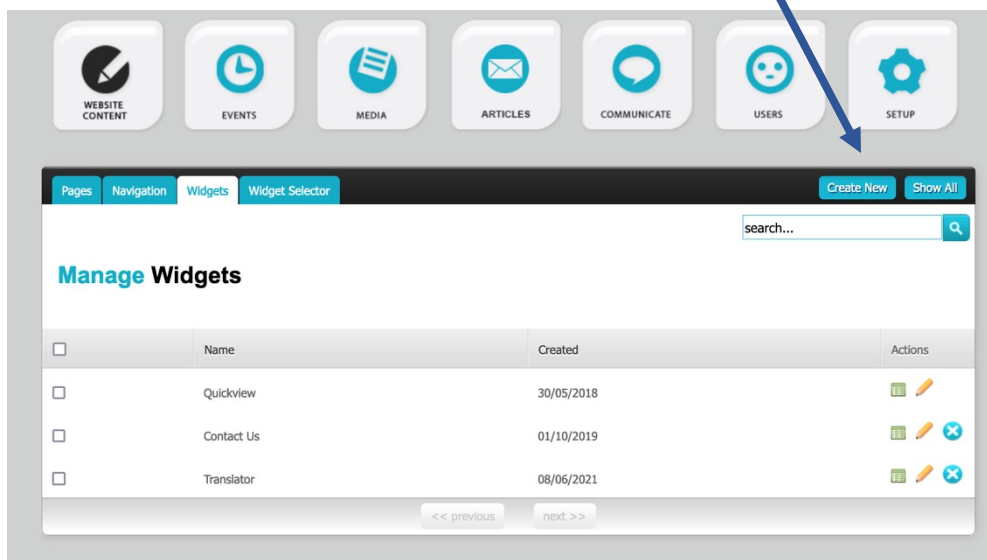 WEBSITE
CONTENT
EVENTS
MEDIA
ARTICLES
COMMUNICATE
USERS
SETUP
Pages Navigation Widgets Widget Selector Create New Show All
search...
Manage Widgets
Name Created Actions
Quickview 30/05/2018
Contact Us 01/10/2019
Translator 08/06/2021
<< previous next >>